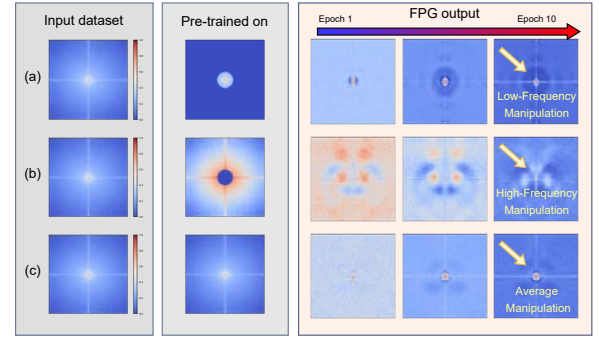 Input dataset
Pre-trained on
FPG output
Epoch 1
Epoch 10
(a)
Low-Frequency
Manipulation
(b)
High-Frequency
Manipulation
(c)
Average
Manipulation